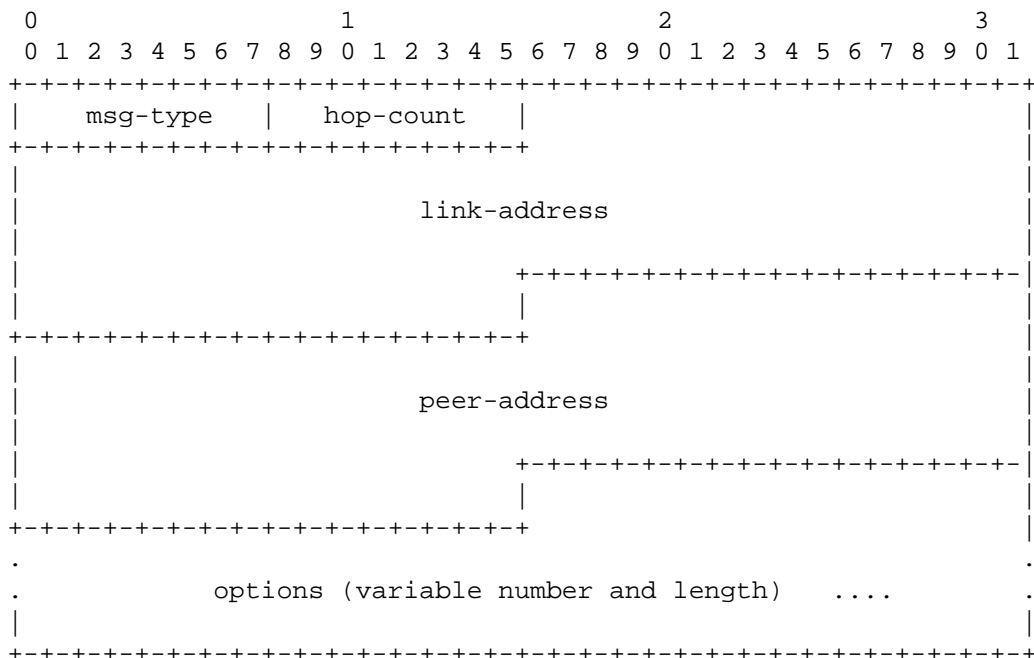 0                   1                   2                   3
0 1 2 3 4 5 6 7 8 9 0 1 2 3 4 5 6 7 8 9 0 1 2 3 4 5 6 7 8 9 0 1
msg-type | hop-count
link-address
peer-address
options (variable number and length) ....